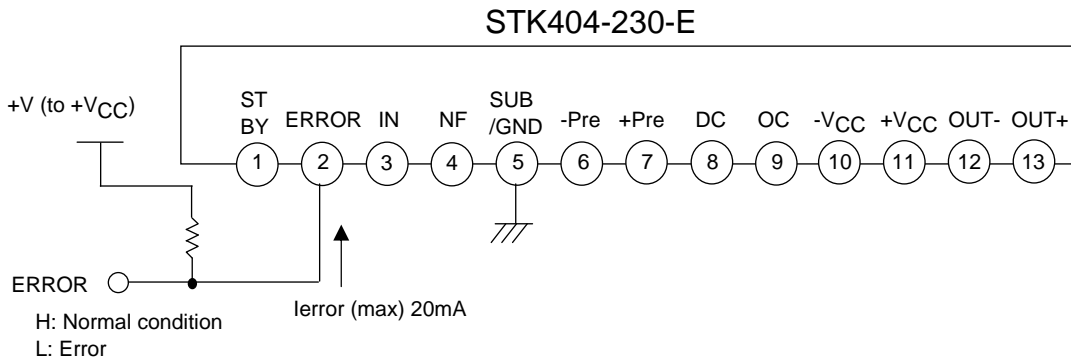 STK404-230-E
+V (to +VCC)
ST
BY
ERROR
IN
NF
SUB
/GND
-Pre
+Pre
DC
OC
-VCC
+VCC
OUT-
OUT+
1 2 3 4 5 6 7 8 9 10 11 12 13
ERROR
Ierror (max) 20mA
H: Normal condition
L: Error